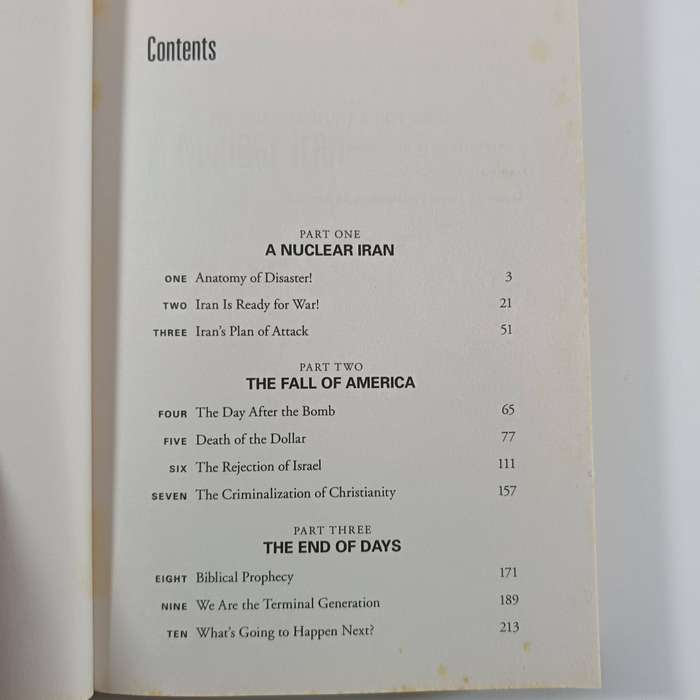 Contents
PART ONE
A NUCLEAR IRAN
ONE Anatomy of Disaster! 3
TWO Iran Is Ready for War! 21
THREE Iran's Plan of Attack 51
PART TWO
THE FALL OF AMERICA
FOUR The Day After the Bomb 65
FIVE Death of the Dollar 77
SIX The Rejection of Israel 111
SEVEN The Criminalization of Christianity 157
PART THREE
THE END OF DAYS
EIGHT Biblical Prophecy 171
NINE We Are the Terminal Generation 189
TEN What's Going to Happen Next? 213